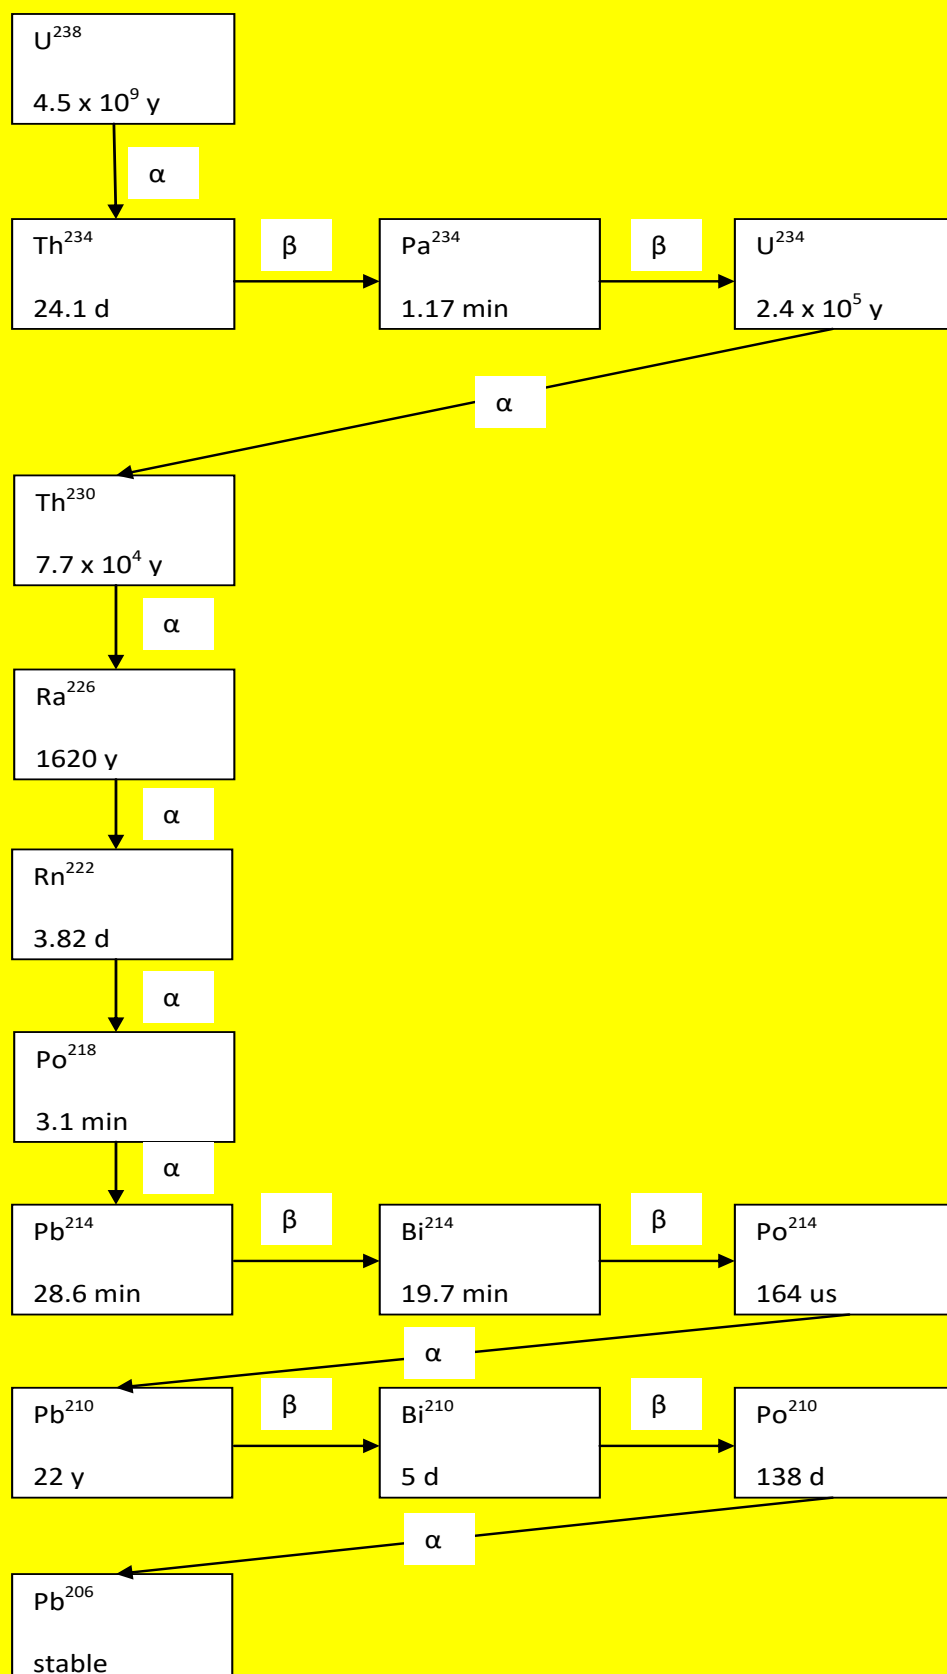 U²³⁸
4.5 x 10⁹ y
α
Th²³⁴
24.1 d
β
Pa²³⁴
1.17 min
β
U²³⁴
2.4 x 10⁵ y
α
Th²³⁰
7.7 x 10⁴ y
α
Ra²²⁶
1620 y
α
Rn²²²
3.82 d
α
Po²¹⁸
3.1 min
α
Pb²¹⁴
28.6 min
β
Bi²¹⁴
19.7 min
β
Po²¹⁴
164 us
α
Pb²¹⁰
22 y
β
Bi²¹⁰
5 d
β
Po²¹⁰
138 d
α
Pb²⁰⁶
stable